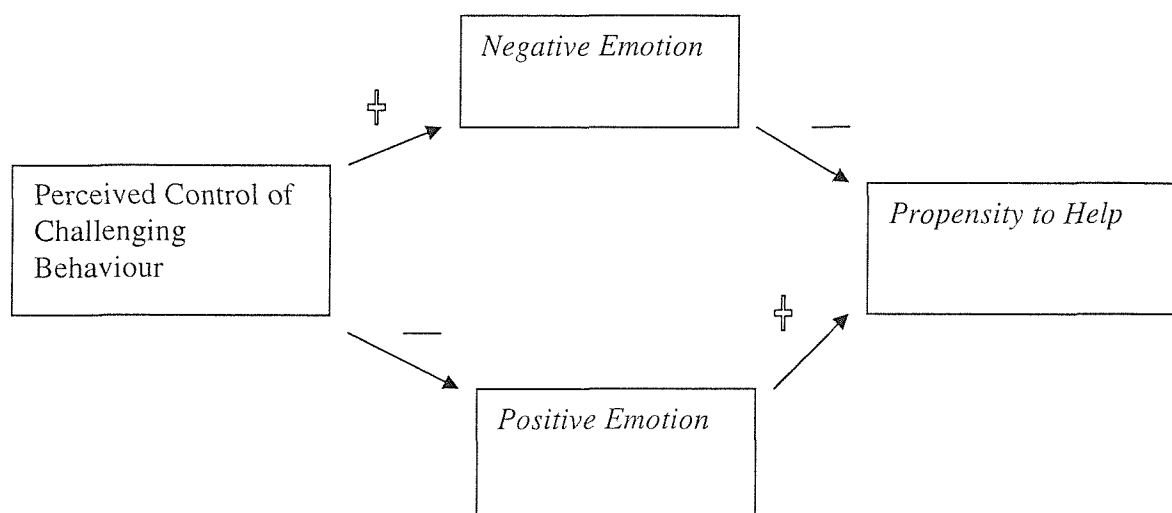 Negative Emotion
+
—
Perceived Control of
Challenging
Behaviour
Propensity to Help
+
—
Positive Emotion